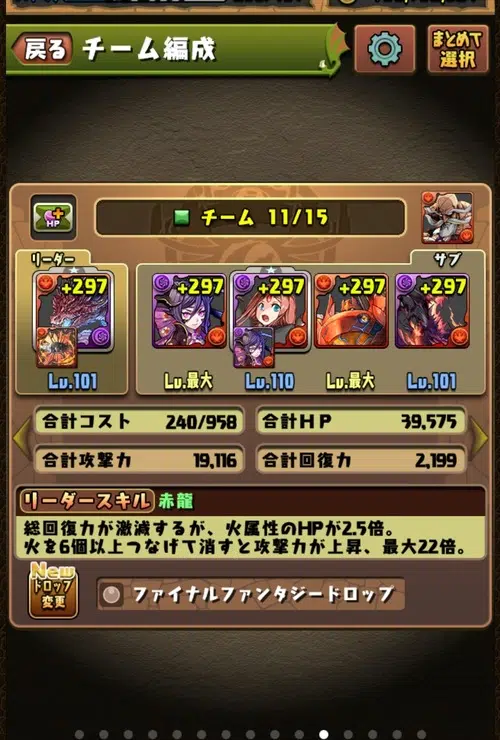 戻る
チーム編成
まとめて
選択
+
HP
チーム 11/15
リーダー
サブ
+297
+297
+297
+297
+297
Lv.101
Lv.最大
Lv.110
Lv.最大
Lv.101
合計コスト 240/958
合計HP 39,575
合計攻撃力 19,116
合計回復力 2,199
リーダースキル 赤龍
総回復力が激減するが、火属性のHPが2.5倍。
火を6個以上つなげて消すと攻撃力が上昇、最大22倍。
New
ドロップ
変更
ファイナルファンタジードロップ